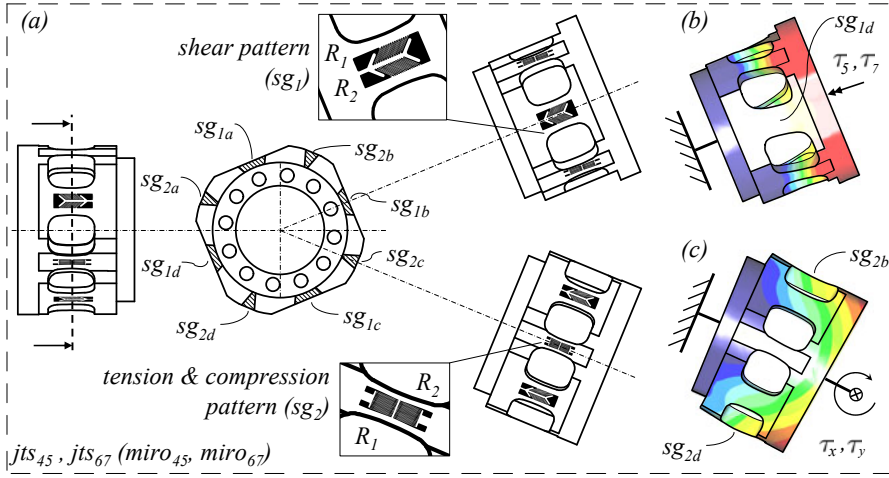 (a)
shear pattern
(sg1)
R1
R2
sg1a
sg2b
sg2a
sg1b
sg1d
sg2c
sg2d
sg1c
tension & compression
pattern (sg2)
R2
R1
jts45 , jts67 (miro45, miro67)
(b)
sg1d
τ5 , τ7
(c)
sg2b
sg2d
τx , τy